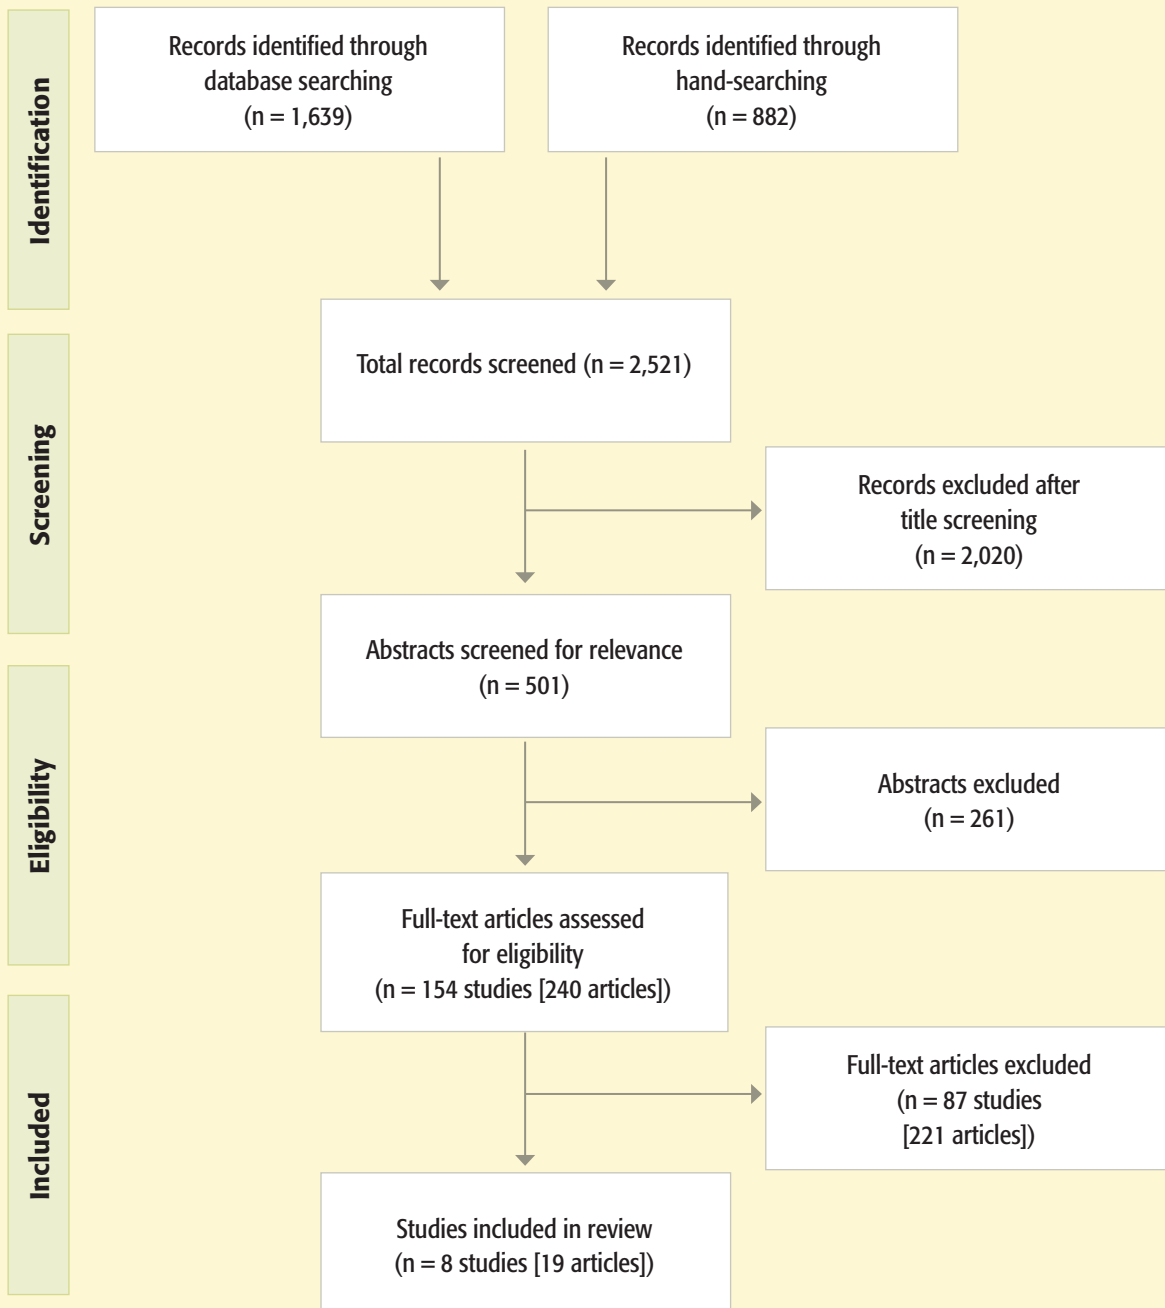 Identification
Records identified through
database searching
(n = 1,639)
Records identified through
hand-searching
(n = 882)
Screening
Total records screened (n = 2,521)
Records excluded after
title screening
(n = 2,020)
Abstracts screened for relevance
(n = 501)
Eligibility
Abstracts excluded
(n = 261)
Full-text articles assessed
for eligibility
(n = 154 studies [240 articles])
Included
Full-text articles excluded
(n = 87 studies
[221 articles])
Studies included in review
(n = 8 studies [19 articles])